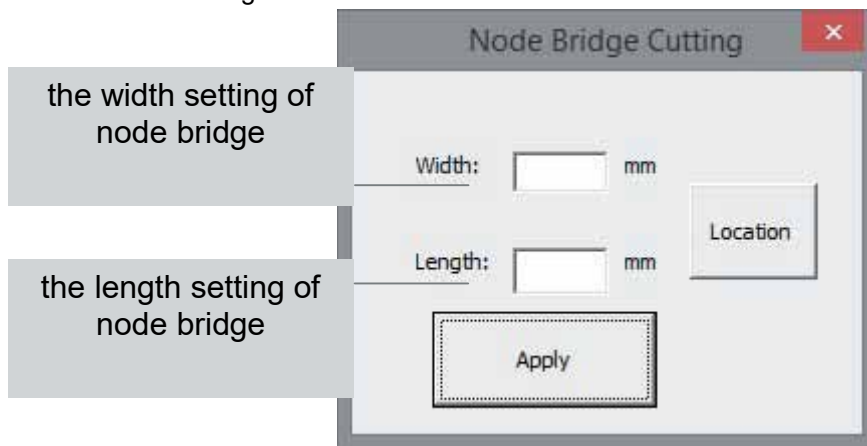 Node Bridge Cutting
the width setting of
node bridge
Width:
mm
Location
the length setting of
node bridge
Length:
mm
Apply